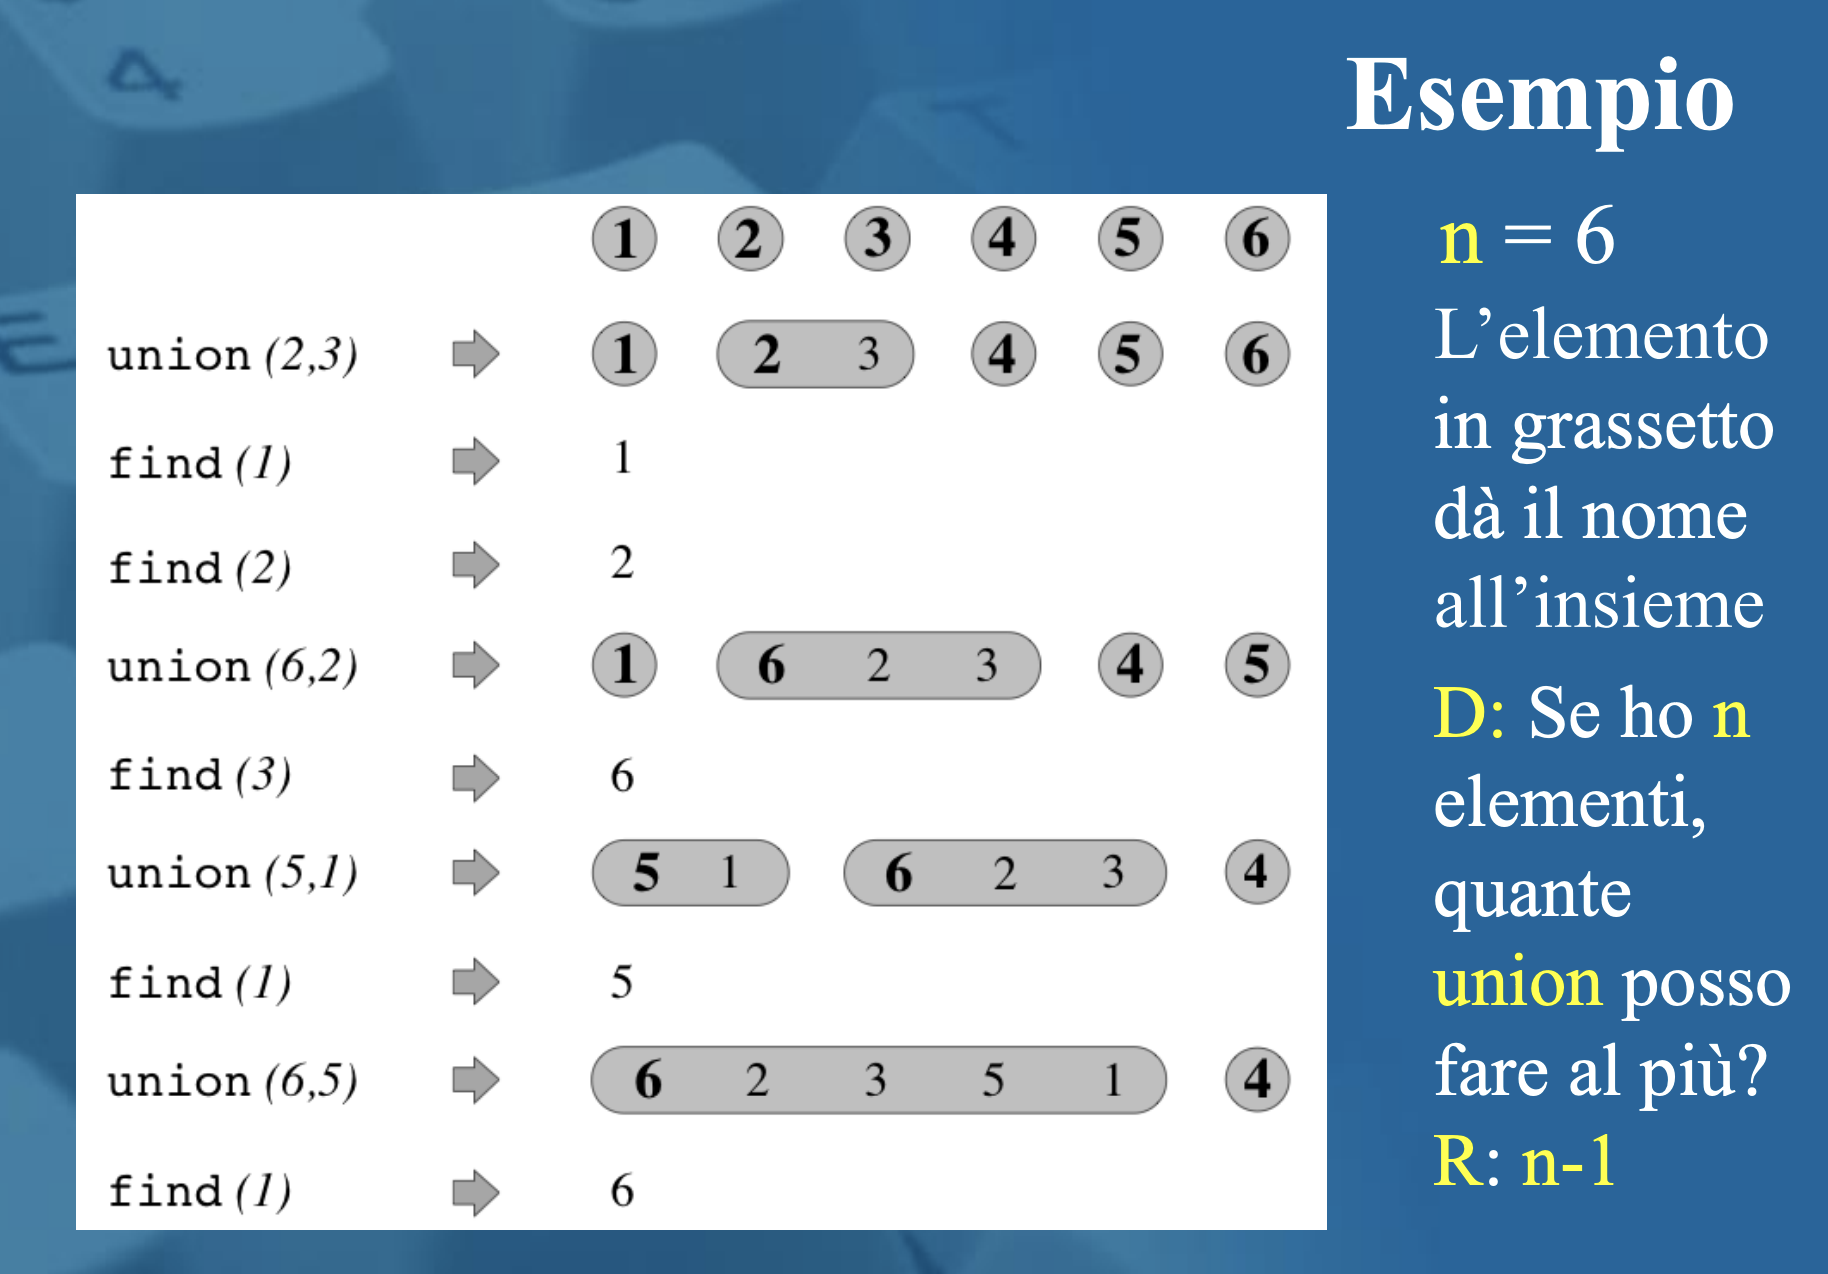 Esempio
1 2 3 4 5 6
union (2,3) 1 2 3 4 5 6
find (1) 1
find (2) 2
union (6,2) 1 6 2 3 4 5
find (3) 6
union (5,1) 5 1 6 2 3 4
find (1) 5
union (6,5) 6 2 3 5 1 4
find (1) 6
n = 6
L’elemento
in grassetto
dà il nome
all’insieme
D: Se ho n
elementi,
quante
union posso
fare al più?
R: n-1
4
E